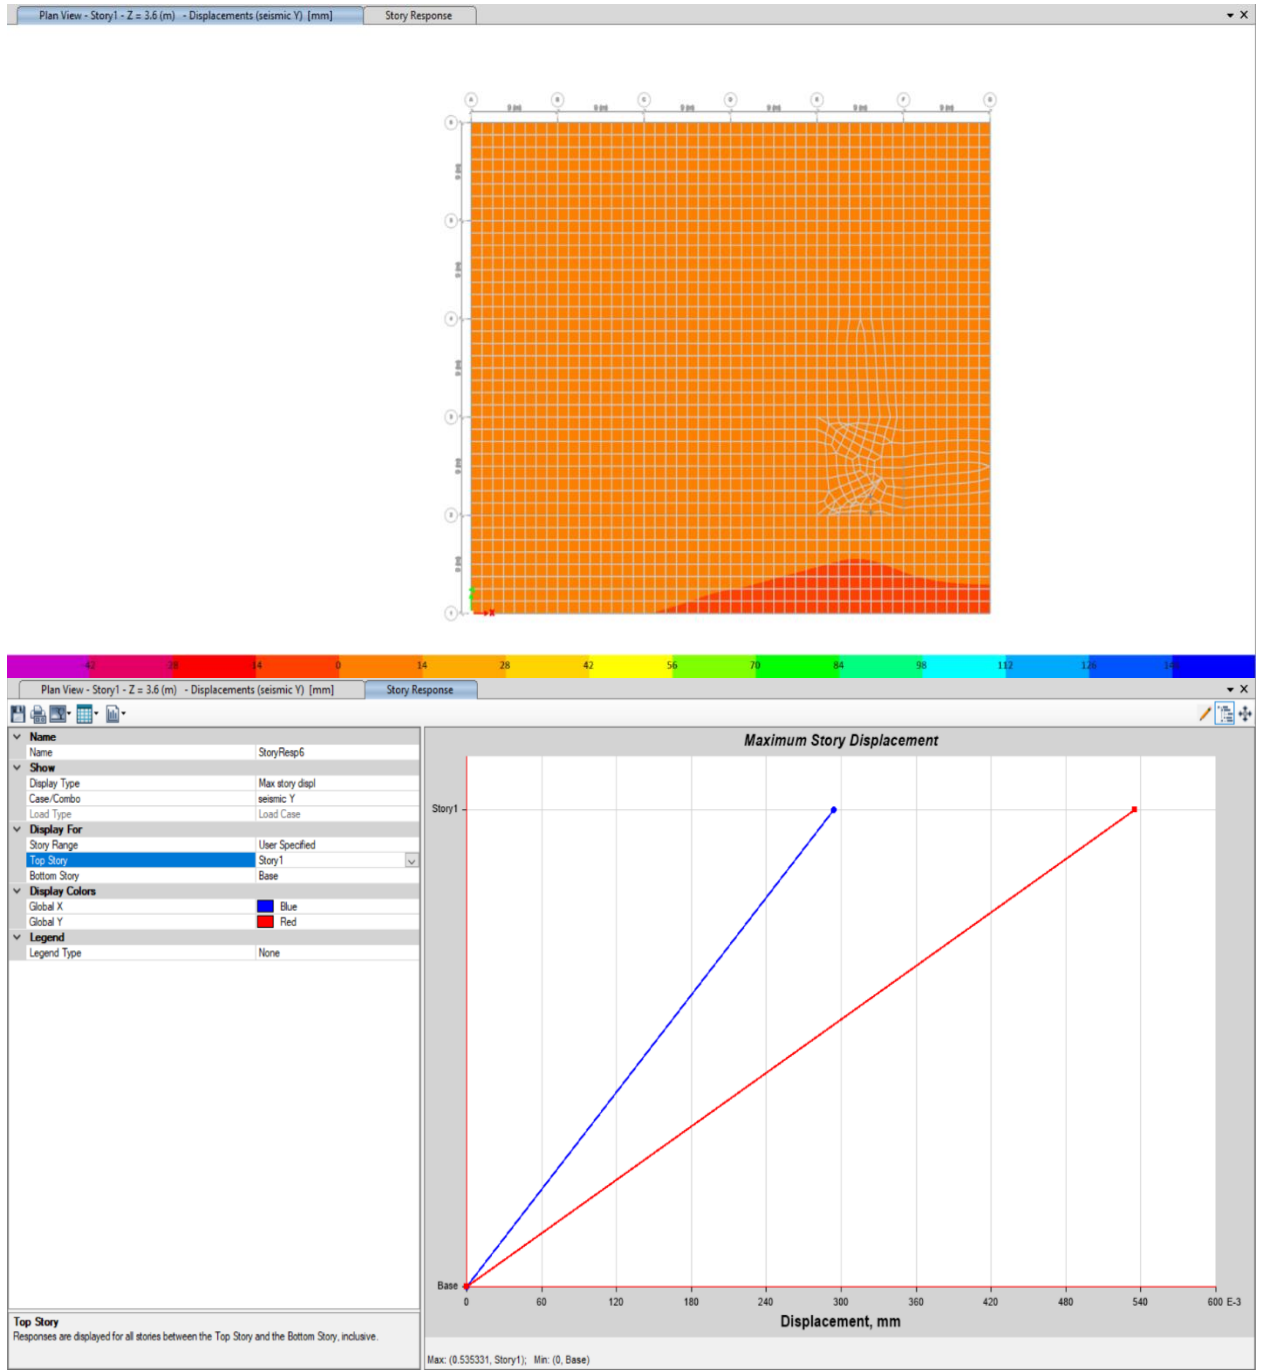 Plan View - Story1 - Z = 3.6 (m) - Displacements (seismic Y) [mm] Story Response
A B C D E F G
X
42 28 14 0 14 28 42 56 70 84 98 112 126
Plan View - Story1 - Z = 3.6 (m) - Displacements (seismic Y) [mm] Story Response
Name
Name StoryResp6
Show
Display Type Max story displ
Case/Combo seismic Y
Load Type Load Case
Display For
Story Range User Specified
Top Story Story1
Bottom Story Base
Display Colors
Global X Blue
Global Y Red
Legend
Legend Type None
Top Story
Responses are displayed for all stories between the Top Story and the Bottom Story, inclusive.
Maximum Story Displacement
Story1
Base
0 60 120 180 240 300 360 420 480 540 600 E-3
Displacement, mm
Max: (0.535331, Story1); Min: (0, Base)